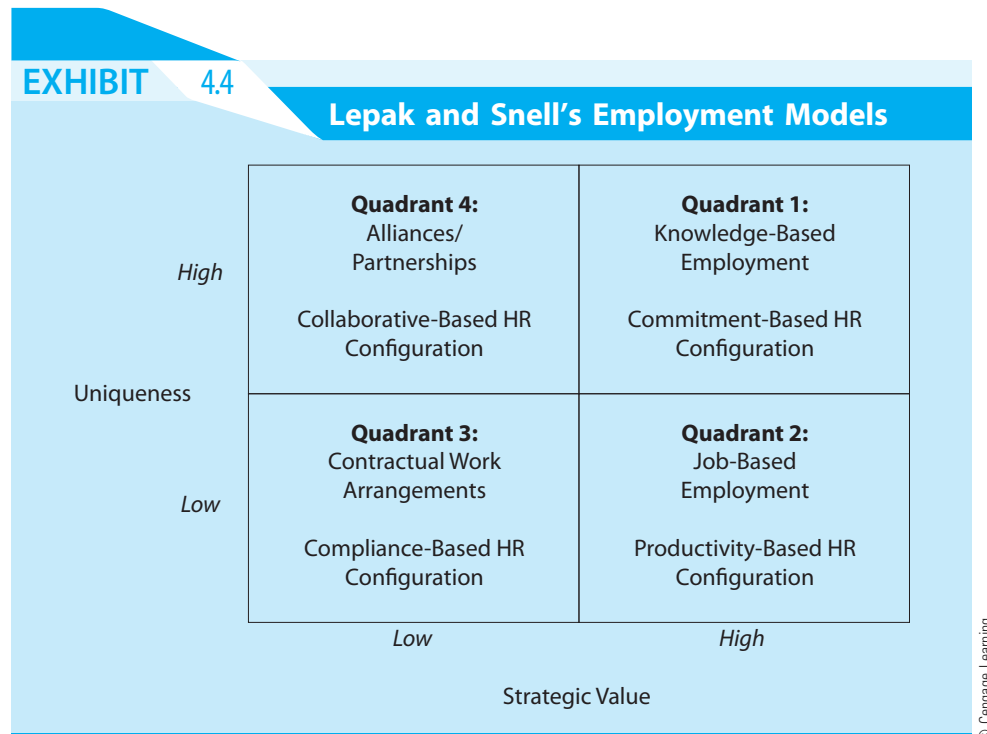 EXHIBIT 4.4
Lepak and Snell's Employment Models
Quadrant 4:
Alliances/
Partnerships
Collaborative-Based HR
Configuration
Quadrant 1:
Knowledge-Based
Employment
Commitment-Based HR
Configuration
High
Uniqueness
Quadrant 3:
Contractual Work
Arrangements
Compliance-Based HR
Configuration
Quadrant 2:
Job-Based
Employment
Productivity-Based HR
Configuration
Low
Low
High
Strategic Value
© Cengage Learning